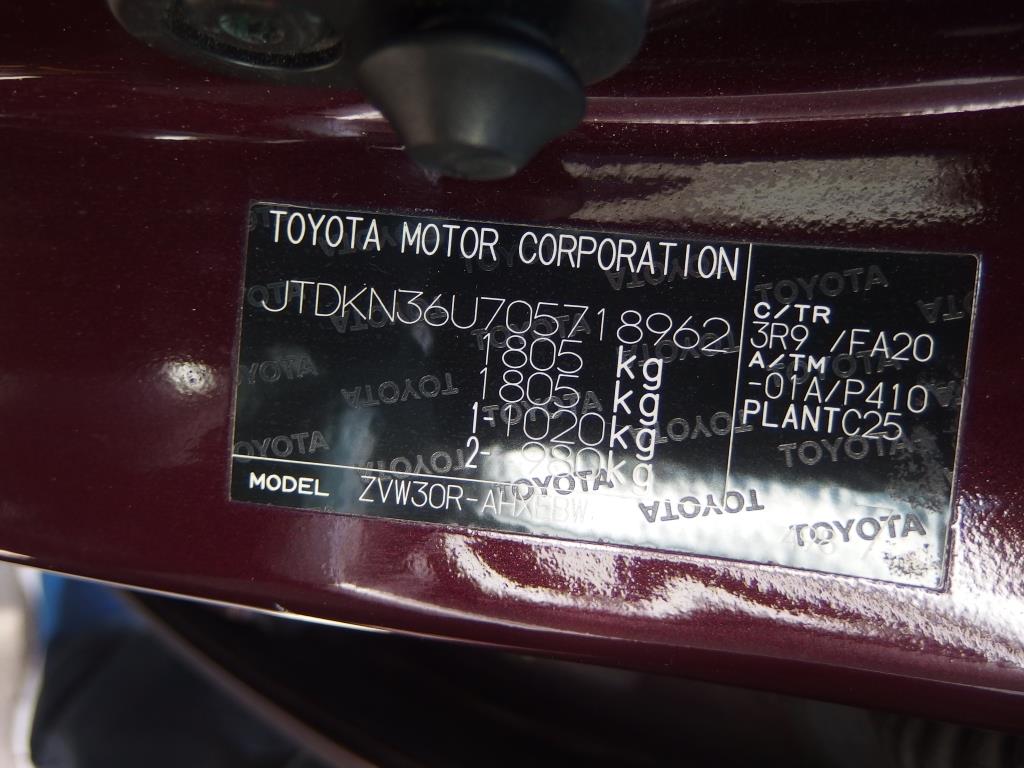 TOYOTA MOTOR CORPORATION
JTDKN36U705718962
1805 kg
1805 kg
1-1020kg
2- 980kg
MODEL ZVW30R-AHXEBW
C/TR
3R9 /FA20
A/TM
-01A/P410
PLANTC25